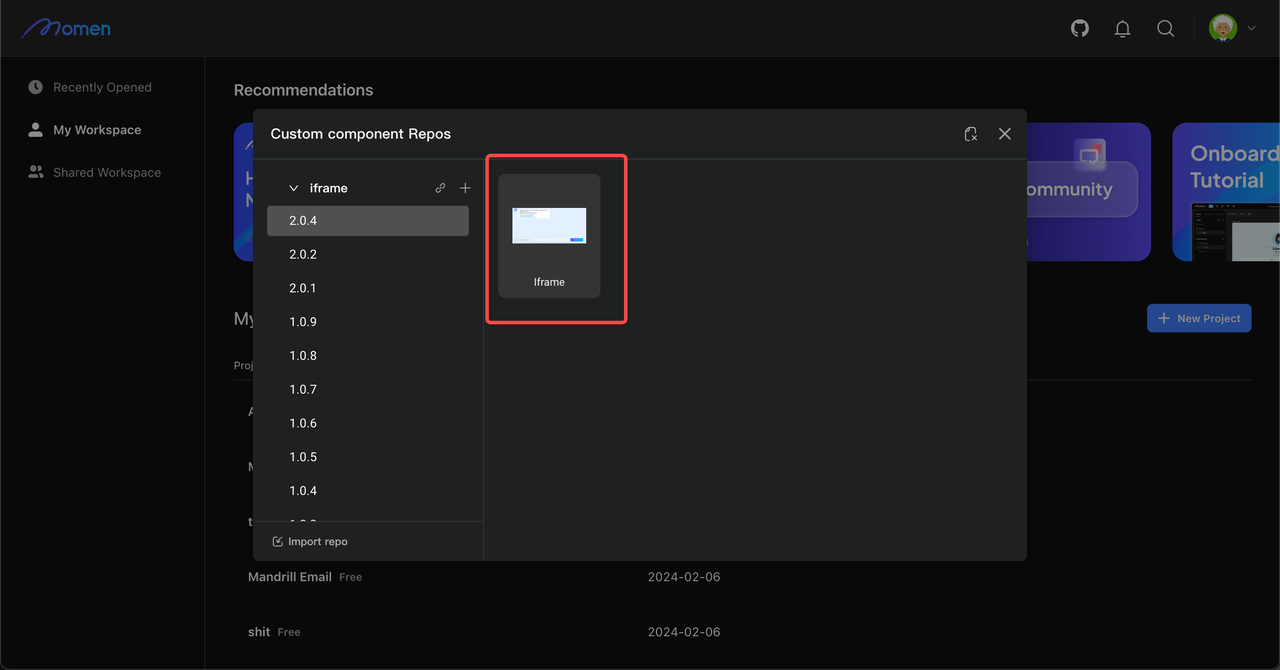 Momen
Recently Opened
My Workspace
Shared Workspace
Recommendations
Custom component Repos
iframe
2.0.4
2.0.2
2.0.1
1.0.9
1.0.8
1.0.7
1.0.6
1.0.5
1.0.4
Import repo
Iframe
ommunity
Onboard
Tutorial
My
New Project
Proj
Mandrill Email Free
2024-02-06
shit Free
2024-02-06